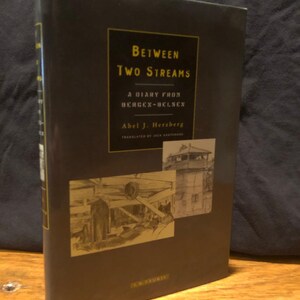 BETWEEN
TWO STREAMS
A DIARY FROM
BERGEN-BELSEN
Abel J. Herzberg